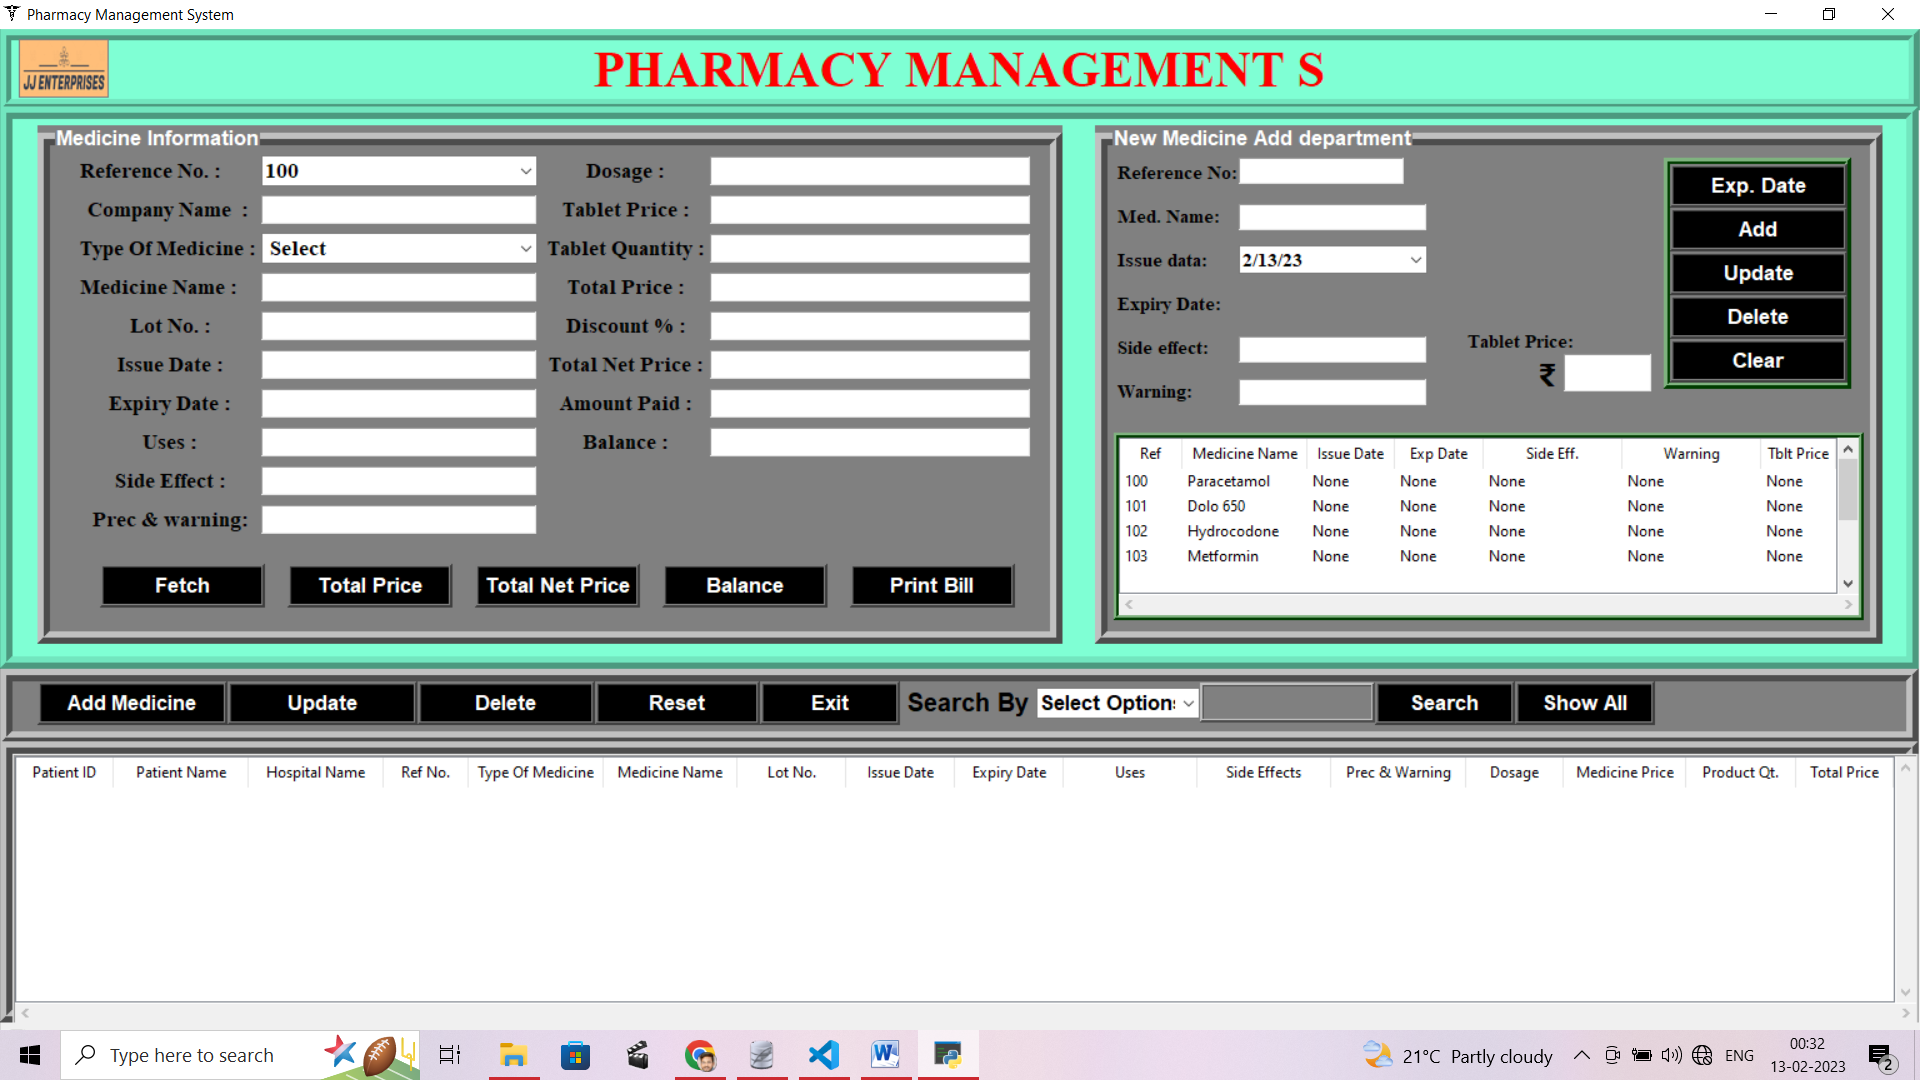 Pharmacy Management System
JJ ENTERPRISES
PHARMACY MANAGEMENT S
Medicine Information
Reference No. : 100
Company Name :
Type Of Medicine : Select
Medicine Name :
Lot No. :
Issue Date :
Expiry Date :
Uses :
Side Effect :
Prec & warning:
Dosage :
Tablet Price :
Tablet Quantity :
Total Price :
Discount % :
Total Net Price :
Amount Paid :
Balance :
Fetch Total Price Total Net Price Balance Print Bill
New Medicine Add department
Reference No:
Med. Name:
Issue data: 2/13/23
Expiry Date:
Side effect:
Warning:
Tablet Price:
₹
Exp. Date
Add
Update
Delete
Clear
Ref Medicine Name Issue Date Exp Date Side Eff. Warning Tblt Price
100 Paracetamol None None None None None
101 Dolo 650 None None None None None
102 Hydrocodone None None None None None
103 Metformin None None None None None
Add Medicine Update Delete Reset Exit Search By Select Option Search Show All
Patient ID Patient Name Hospital Name Ref No. Type Of Medicine Medicine Name Lot No. Issue Date Expiry Date Uses Side Effects Prec & Warning Dosage Medicine Price Product Qt. Total Price
Type here to search
21°C Partly cloudy
ENG
00:32
13-02-2023
2